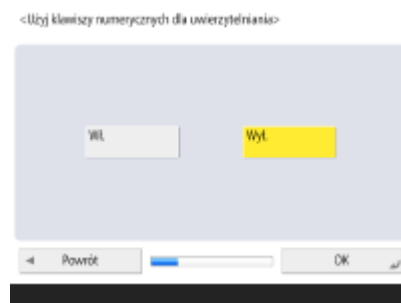 <Użyj klawiszy numerycznych dla uwierzytelniania>
Wł.
Wył.
Powrót
OK